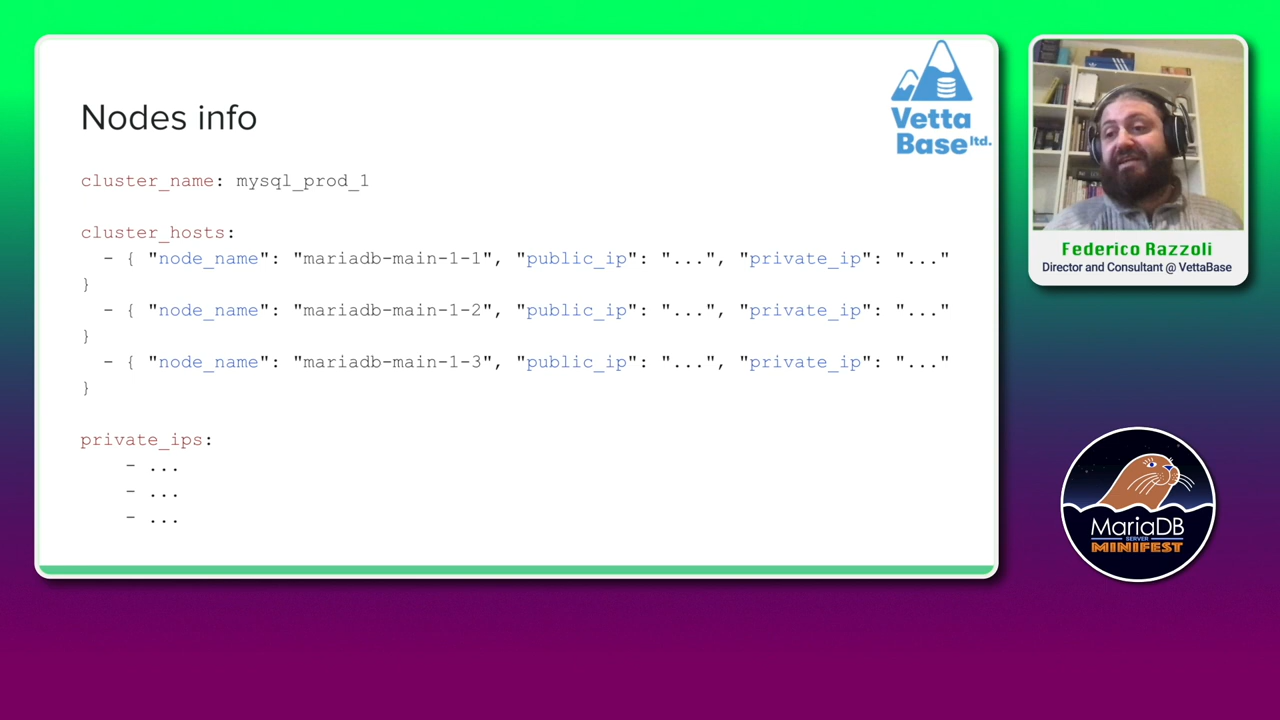 Nodes info
Vetta
Base ltd.
cluster_name: mysql_prod_1
cluster_hosts:
- { "node_name": "mariadb-main-1-1", "public_ip": "...", "private_ip": "..."
}
- { "node_name": "mariadb-main-1-2", "public_ip": "...", "private_ip": "..."
}
- { "node_name": "mariadb-main-1-3", "public_ip": "...", "private_ip": "..."
}
private_ips:
- ...
- ...
- ...
Federico Razzoli
Director and Consultant @ VettaBase
MariaDB
SERVER
MINIFEST